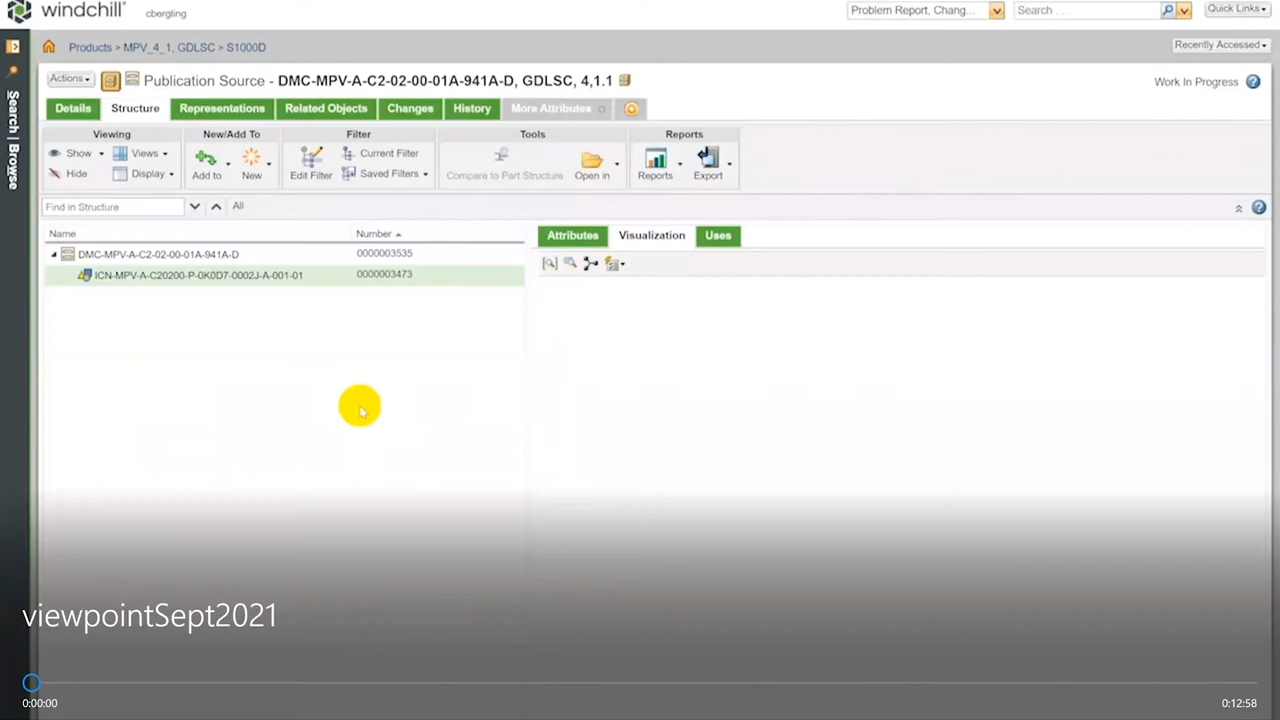 windchill cbergling Problem Report, Chang... Search . . . Quick Links
Products > MPV_4_1, GDLSC > S1000D Recently Accessed
Actions Publication Source - DMC-MPV-A-C2-02-00-01A-941A-D, GDLSC, 4,1.1 Work In Progress
Details Structure Representations Related Objects Changes History More Attributes
Search | Browse
Viewing New/Add To Filter Tools Reports
Show Views Add to New Edit Filter Current Filter Compare to Part Structure Open in Reports Export
Hide Display Saved Filters
Find in Structure All
Name Number Attributes Visualization Uses
DMC-MPV-A-C2-02-00-01A-941A-D 0000003535
ICN-MPV-A-C20200-P-0K0D7-0002J-A-001-01 0000003473
viewpointSept2021
0:00:00 0:12:58